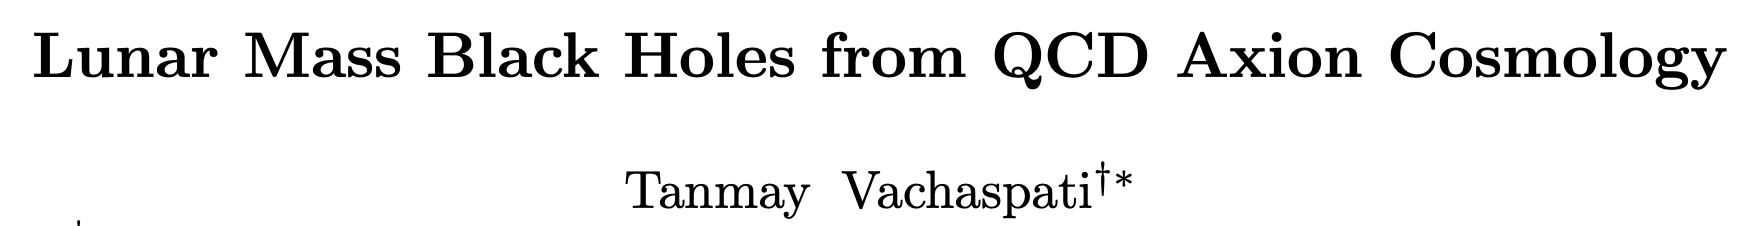 Lunar Mass Black Holes from QCD Axion Cosmology
Tanmay Vachaspati†*